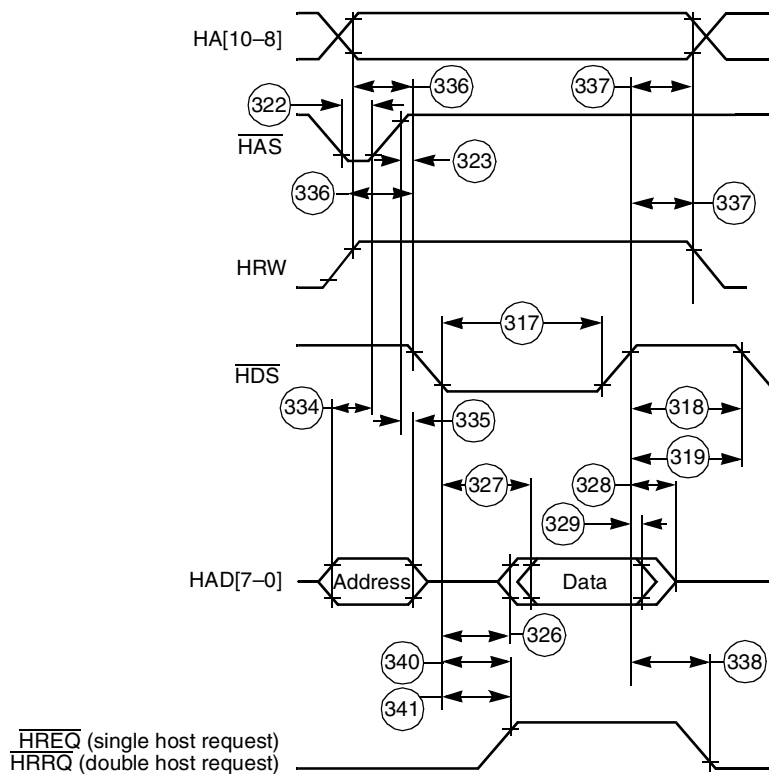 HA[10–8]
336
337
322
HAS
323
336
337
HRW
317
HDS
334
335
318
319
327
328
329
HAD[7–0]
Address
Data
326
340
338
341
HREQ (single host request)
HRRQ (double host request)